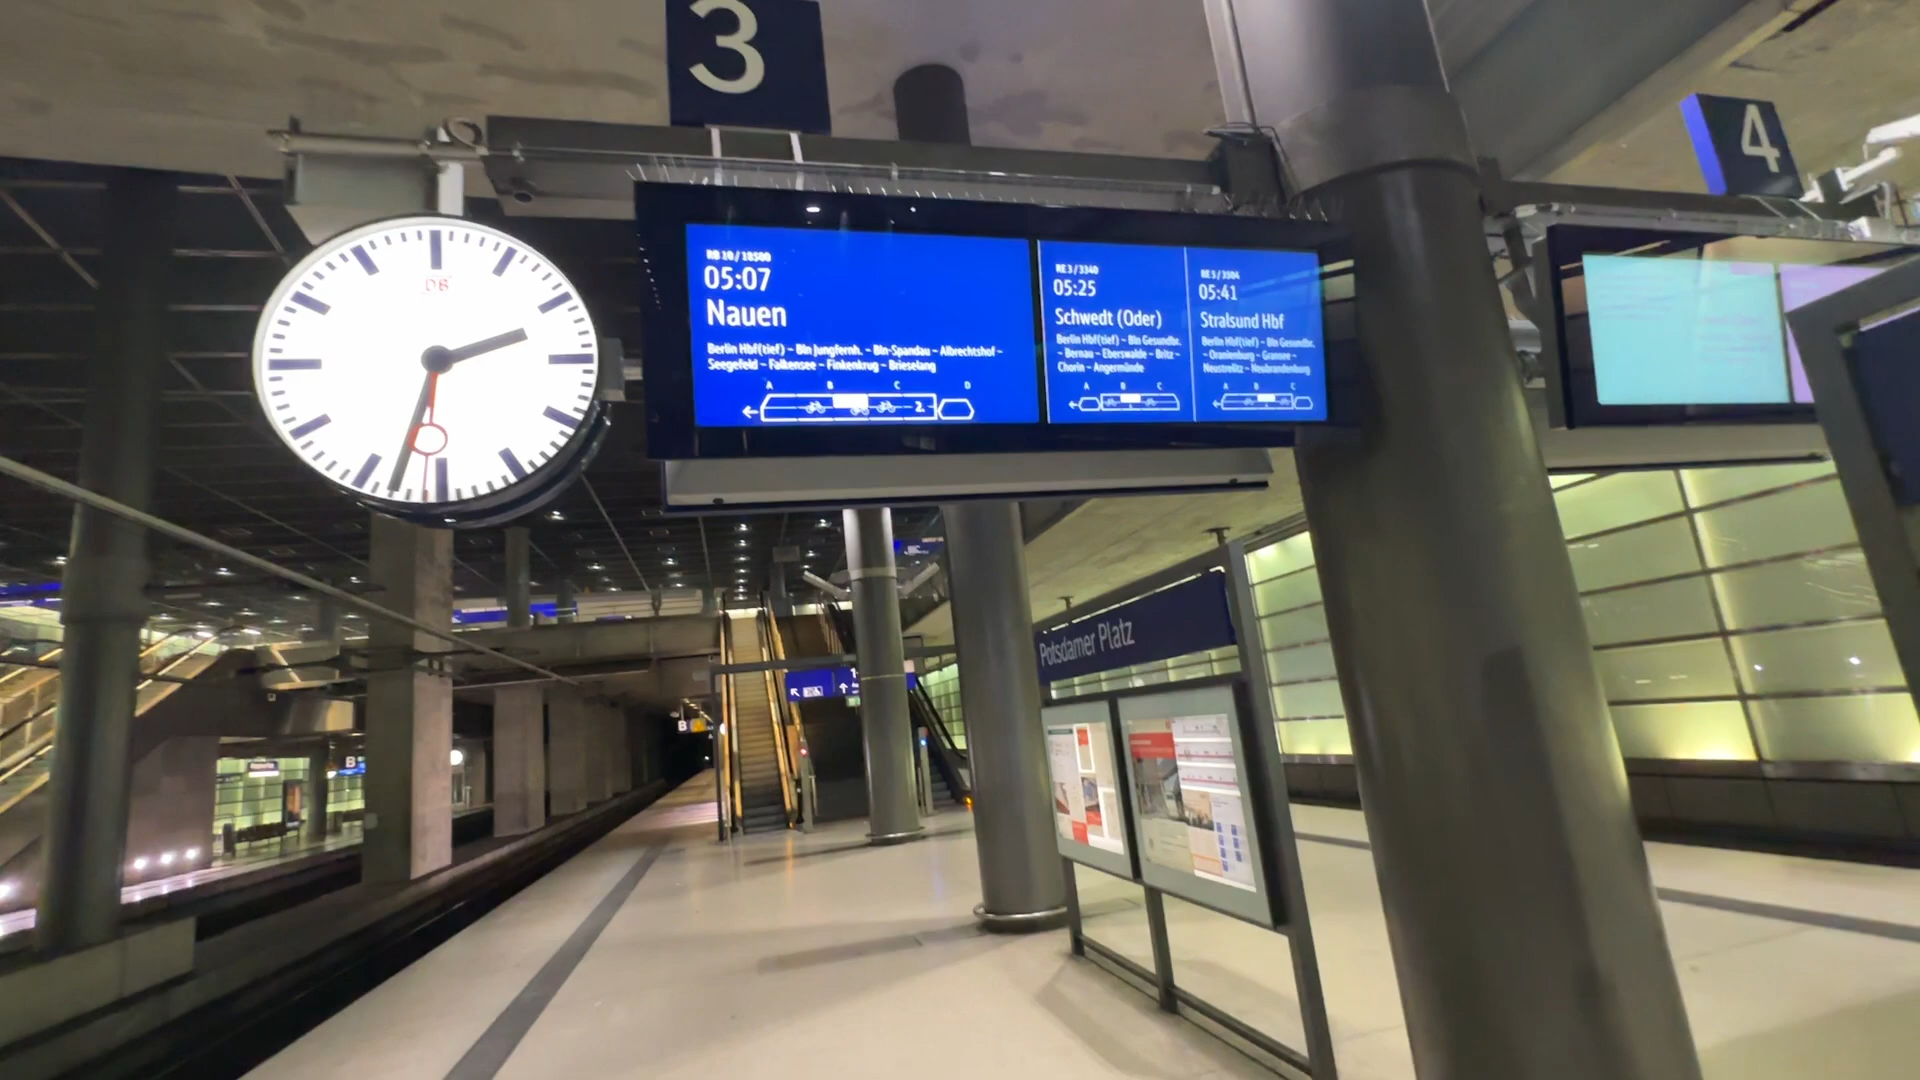 3
4
DB
RB 10 / 18500
05:07
Nauen
Berlin Hbf(tief) – Bln Jungfernh. – Bln-Spandau – Albrechtshof –
Seegefeld – Falkensee – Finkenkrug – Brieselang
A B C D
2.
RE 3 / 3340
05:25
Schwedt (Oder)
Berlin Hbf(tief) – Bln Gesundbr.
– Bernau – Eberswalde – Britz –
Chorin – Angermünde
A B C
RE 5 / 3504
05:41
Stralsund Hbf
Berlin Hbf(tief) – Bln Gesundbr.
– Oranienburg – Gransee –
Neustrelitz – Neubrandenburg
A B C
Potsdamer Platz
B
B